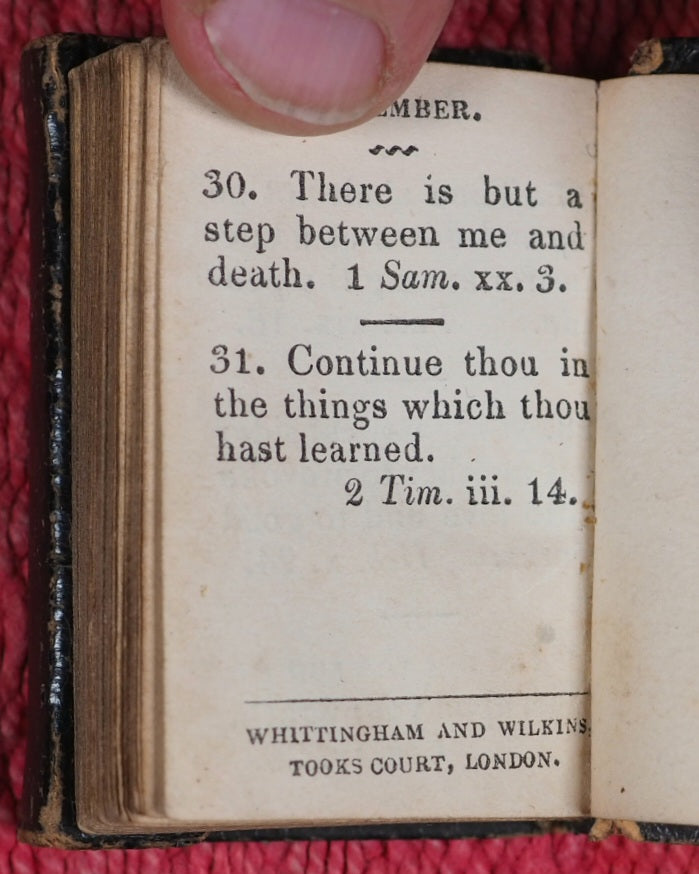 EMBER.
30. There is but a
step between me and
death. 1 Sam. xx. 3.
31. Continue thou in
the things which thou
hast learned.
2 Tim. iii. 14.
WHITTINGHAM AND WILKINS,
TOOKS COURT, LONDON.